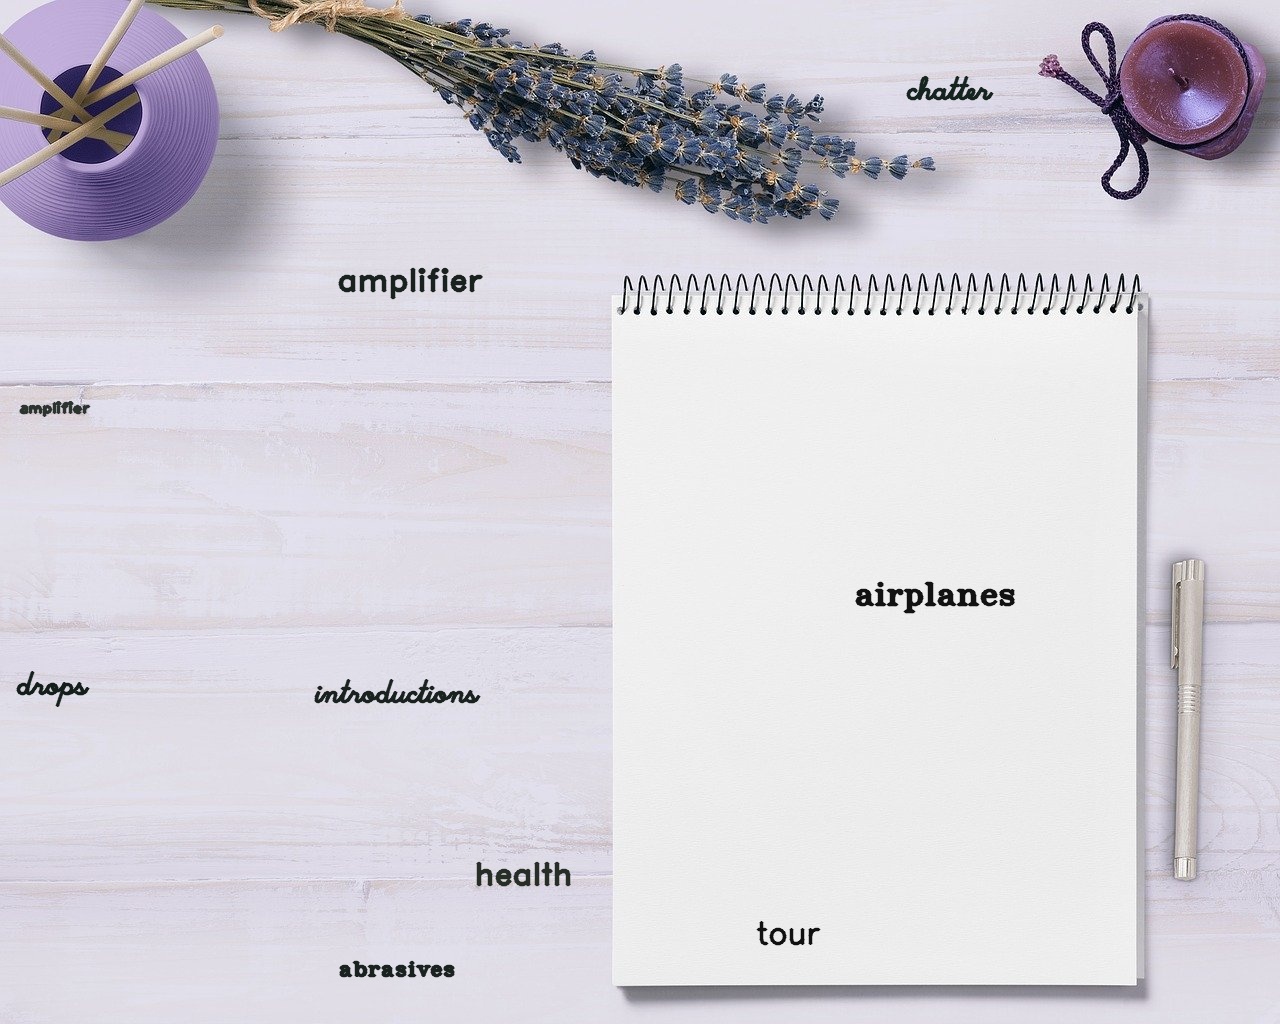 chatter
amplifier
amplifier
airplanes
drops
introductions
health
tour
abrasives